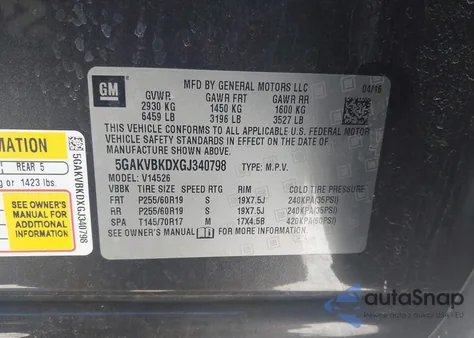 GM
MFD BY GENERAL MOTORS LLC
04/16
GVWR GAWR FRT GAWR RR
2930 KG 1450 KG 1600 KG
6459 LB 3196 LB 3527 LB
THIS VEHICLE CONFORMS TO ALL APPLICABLE U.S. FEDERAL MOTOR
VEHICLE SAFETY STANDARDS AND THEFT PREVENTION STANDARDS
IN EFFECT ON THE DATE OF MANUFACTURE SHOWN ABOVE.
5GAKVBKDXGJ340798 TYPE: M.P.V.
MODEL: V14526
VBBK TIRE SIZE SPEED RTG RIM COLD TIRE PRESSURE
FRT P255/60R19 S 19X7.5J 240KPA(35PSI)
RR P255/60R19 S 19X7.5J 240KPA(35PSI)
SPA T145/70R17 M 17X4.5B 420KPA(60PSI)
SEE OWNER'S MANUAL FOR MORE INFORMATION.
MATION
REAR 5
g or 1423 lbs.
SEE OWNER'S
MANUAL FOR
ADDITIONAL
INFORMATION
5GAKVBKDXGJ340798
autoSnap